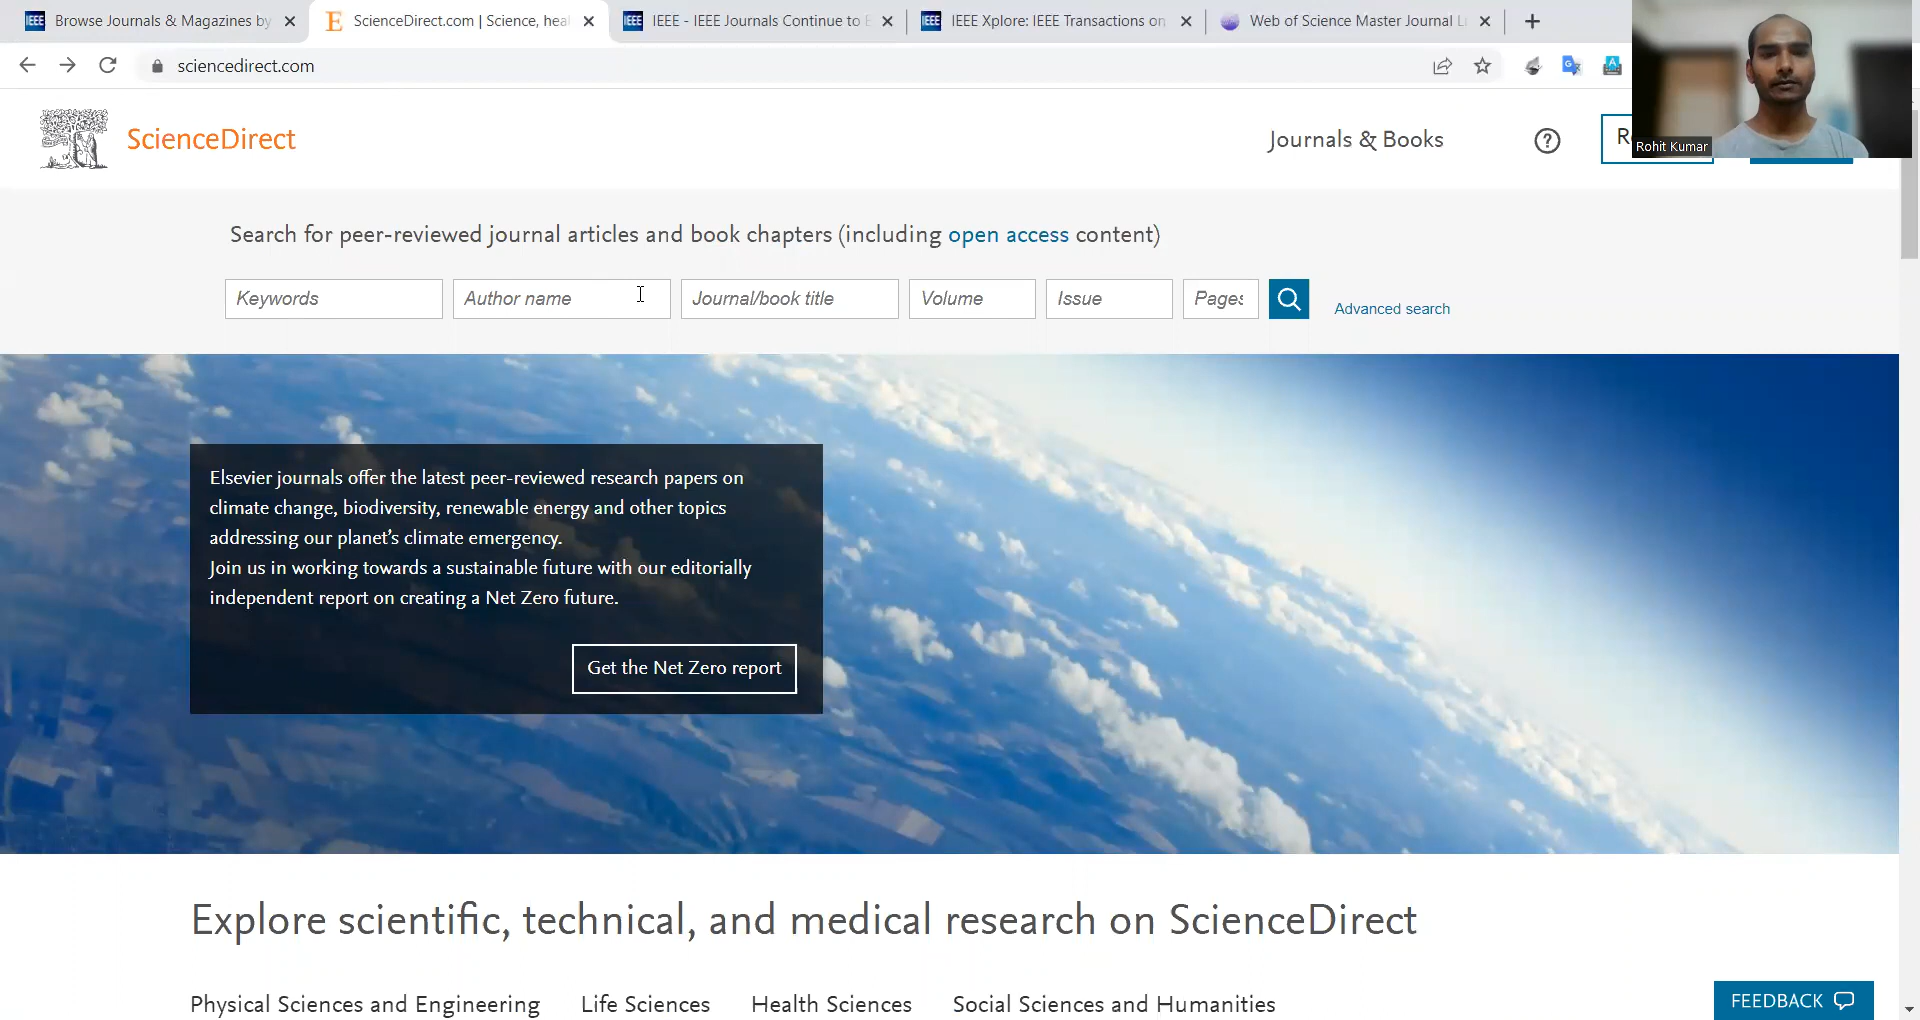 Browse Journals & Magazines by
ScienceDirect.com | Science, heal
IEEE - IEEE Journals Continue to E
IEEE Xplore: IEEE Transactions on
Web of Science Master Journal Li
sciencedirect.com
ScienceDirect
Journals & Books
?
R
Rohit Kumar
Search for peer-reviewed journal articles and book chapters (including open access content)
Keywords
Author name
Journal/book title
Volume
Issue
Pages
Advanced search
Elsevier journals offer the latest peer-reviewed research papers on
climate change, biodiversity, renewable energy and other topics
addressing our planet’s climate emergency.
Join us in working towards a sustainable future with our editorially
independent report on creating a Net Zero future.
Get the Net Zero report
Explore scientific, technical, and medical research on ScienceDirect
Physical Sciences and Engineering
Life Sciences
Health Sciences
Social Sciences and Humanities
FEEDBACK